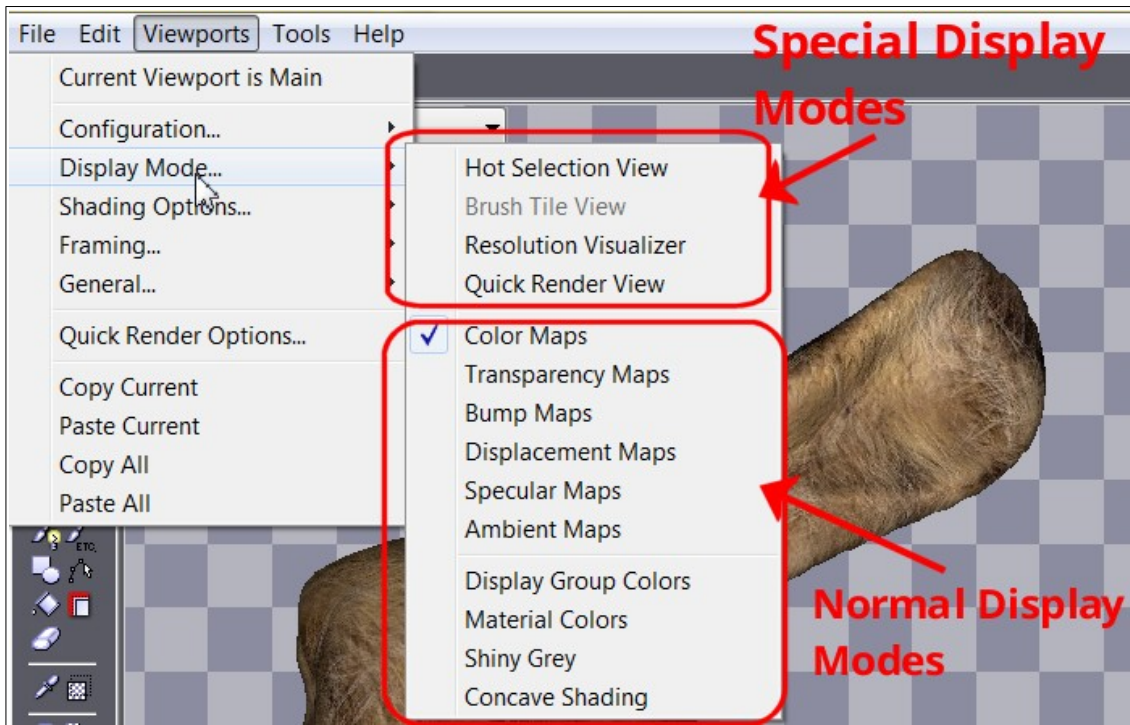 File Edit Viewports Tools Help
Special Display
Modes
Current Viewport is Main
Configuration...
Display Mode...
Shading Options...
Framing...
General...
Quick Render Options...
Copy Current
Paste Current
Copy All
Paste All
Hot Selection View
Brush Tile View
Resolution Visualizer
Quick Render View
Color Maps
Transparency Maps
Bump Maps
Displacement Maps
Specular Maps
Ambient Maps
Display Group Colors
Material Colors
Shiny Grey
Concave Shading
Normal Display
Modes
ETC.